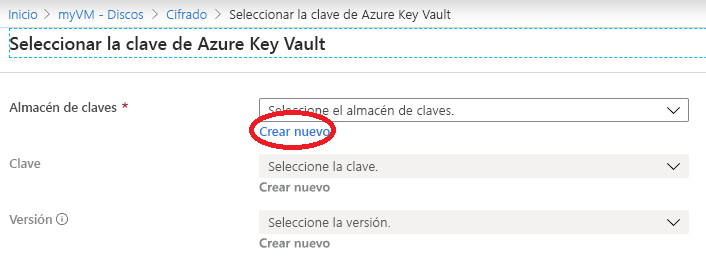 Inicio > myVM - Discos > Cifrado > Seleccionar la clave de Azure Key Vault
Seleccionar la clave de Azure Key Vault
Almacén de claves * Seleccione el almacén de claves.
Crear nuevo
Clave Seleccione la clave.
Crear nuevo
Versión Seleccione la versión.
Crear nuevo